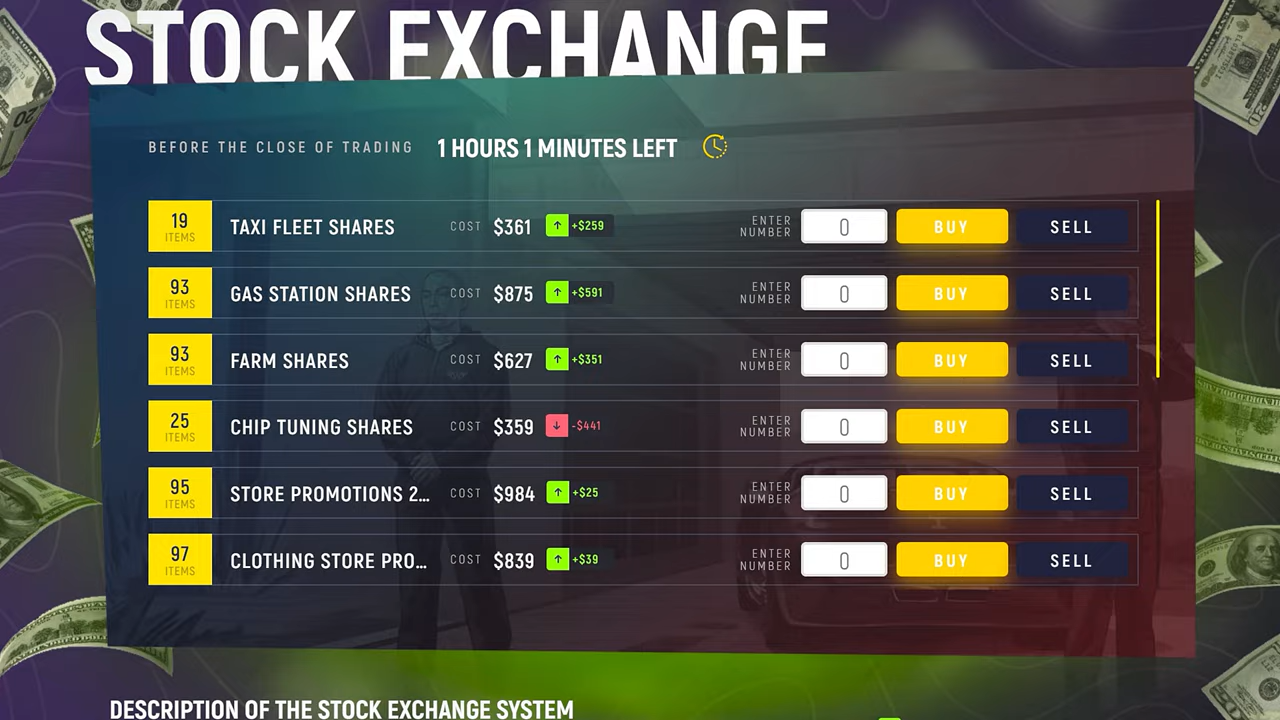 STOCK EXCHANGE
BEFORE THE CLOSE OF TRADING 1 HOURS 1 MINUTES LEFT
19 ITEMS TAXI FLEET SHARES COST $361 +$259 ENTER NUMBER 0 BUY SELL
93 ITEMS GAS STATION SHARES COST $875 +$591 ENTER NUMBER 0 BUY SELL
93 ITEMS FARM SHARES COST $627 +$351 ENTER NUMBER 0 BUY SELL
25 ITEMS CHIP TUNING SHARES COST $359 -$441 ENTER NUMBER 0 BUY SELL
95 ITEMS STORE PROMOTIONS 2... COST $984 +$25 ENTER NUMBER 0 BUY SELL
97 ITEMS CLOTHING STORE PRO... COST $839 +$39 ENTER NUMBER 0 BUY SELL
DESCRIPTION OF THE STOCK EXCHANGE SYSTEM